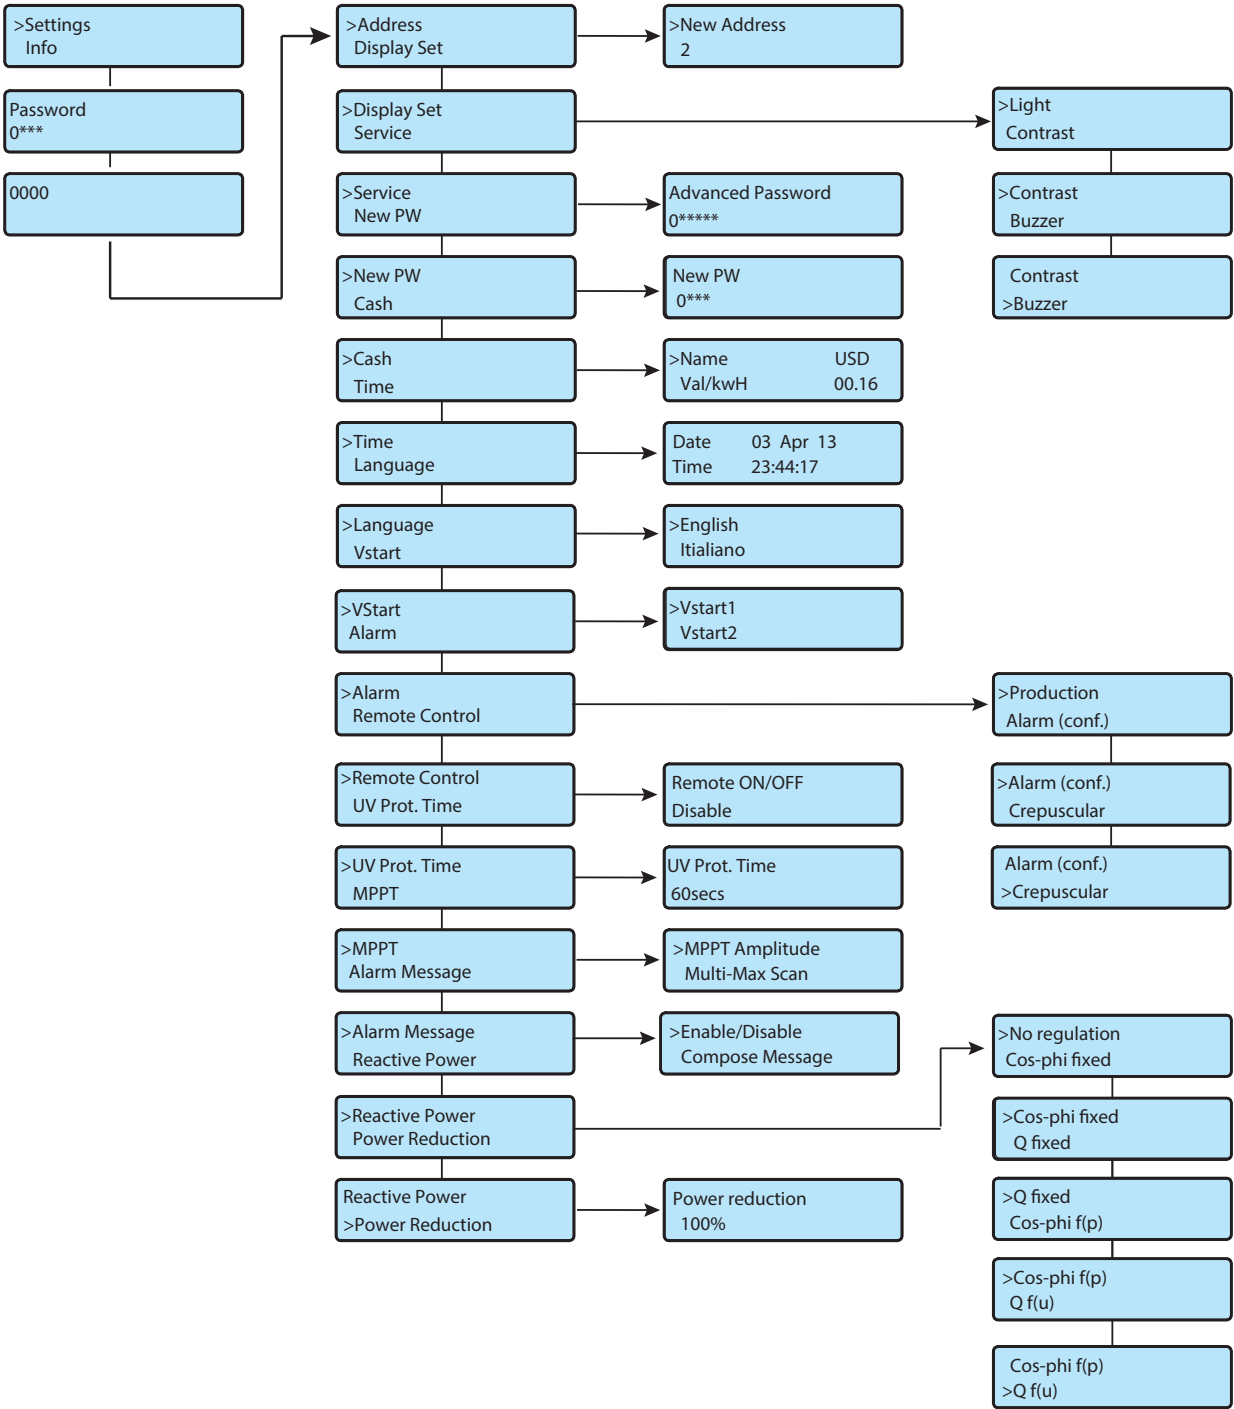 >Settings
Info
Password
0***
0000
>Address
Display Set
>New Address
2
>Display Set
Service
>Light
Contrast
>Contrast
Buzzer
Contrast
>Buzzer
>Service
New PW
Advanced Password
0*****
>New PW
Cash
New PW
0***
>Cash
Time
>Name USD
Val/kwH 00.16
>Time
Language
Date 03 Apr 13
Time 23:44:17
>Language
Vstart
>English
Itialiano
>VStart
Alarm
>Vstart1
Vstart2
>Alarm
Remote Control
>Production
Alarm (conf.)
>Alarm (conf.)
Crepuscular
Alarm (conf.)
>Crepuscular
>Remote Control
UV Prot. Time
Remote ON/OFF
Disable
>UV Prot. Time
MPPT
UV Prot. Time
60secs
>MPPT
Alarm Message
>MPPT Amplitude
Multi-Max Scan
>Alarm Message
Reactive Power
>Enable/Disable
Compose Message
>Reactive Power
Power Reduction
>No regulation
Cos-phi fixed
>Cos-phi fixed
Q fixed
>Q fixed
Cos-phi f(p)
>Cos-phi f(p)
Q f(u)
Cos-phi f(p)
>Q f(u)
Reactive Power
>Power Reduction
Power reduction
100%